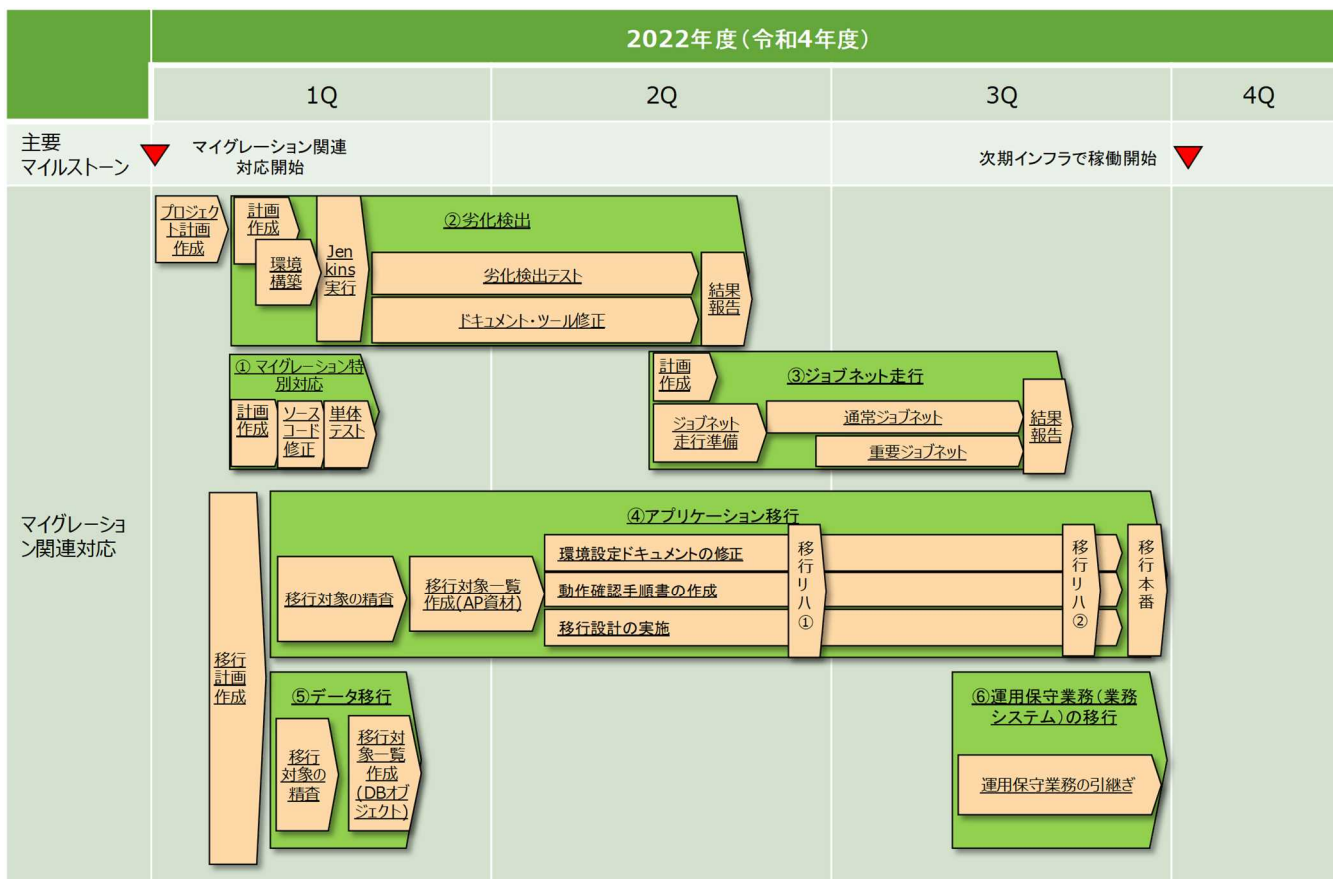 2022年度（令和4年度）
1Q
2Q
3Q
4Q
主要
マイルストーン
マイグレーション関連
対応開始
次期インフラで稼働開始
マイグレーショ
ン関連対応
プロジェク
ト計画
作成
②劣化検出
計画
作成
環境
構築
Jen
kins
実行
劣化検出テスト
ドキュメント・ツール修正
結果
報告
① マイグレーション特
別対応
計画
作成
ソース
コード
修正
単体
テスト
③ジョブネット走行
計画
作成
ジョブネット
走行準備
通常ジョブネット
重要ジョブネット
結果
報告
移行
計画
作成
④アプリケーション移行
移行対象の精査
移行対象一覧
作成(AP資材)
環境設定ドキュメントの修正
動作確認手順書の作成
移行設計の実施
移行リハ①
移行リハ②
移行本番
⑤データ移行
移行
対象の
精査
移行対
象一覧
作成
(DBオブ
ジェクト)
⑥運用保守業務（業務
システム）の移行
運用保守業務の引継ぎ